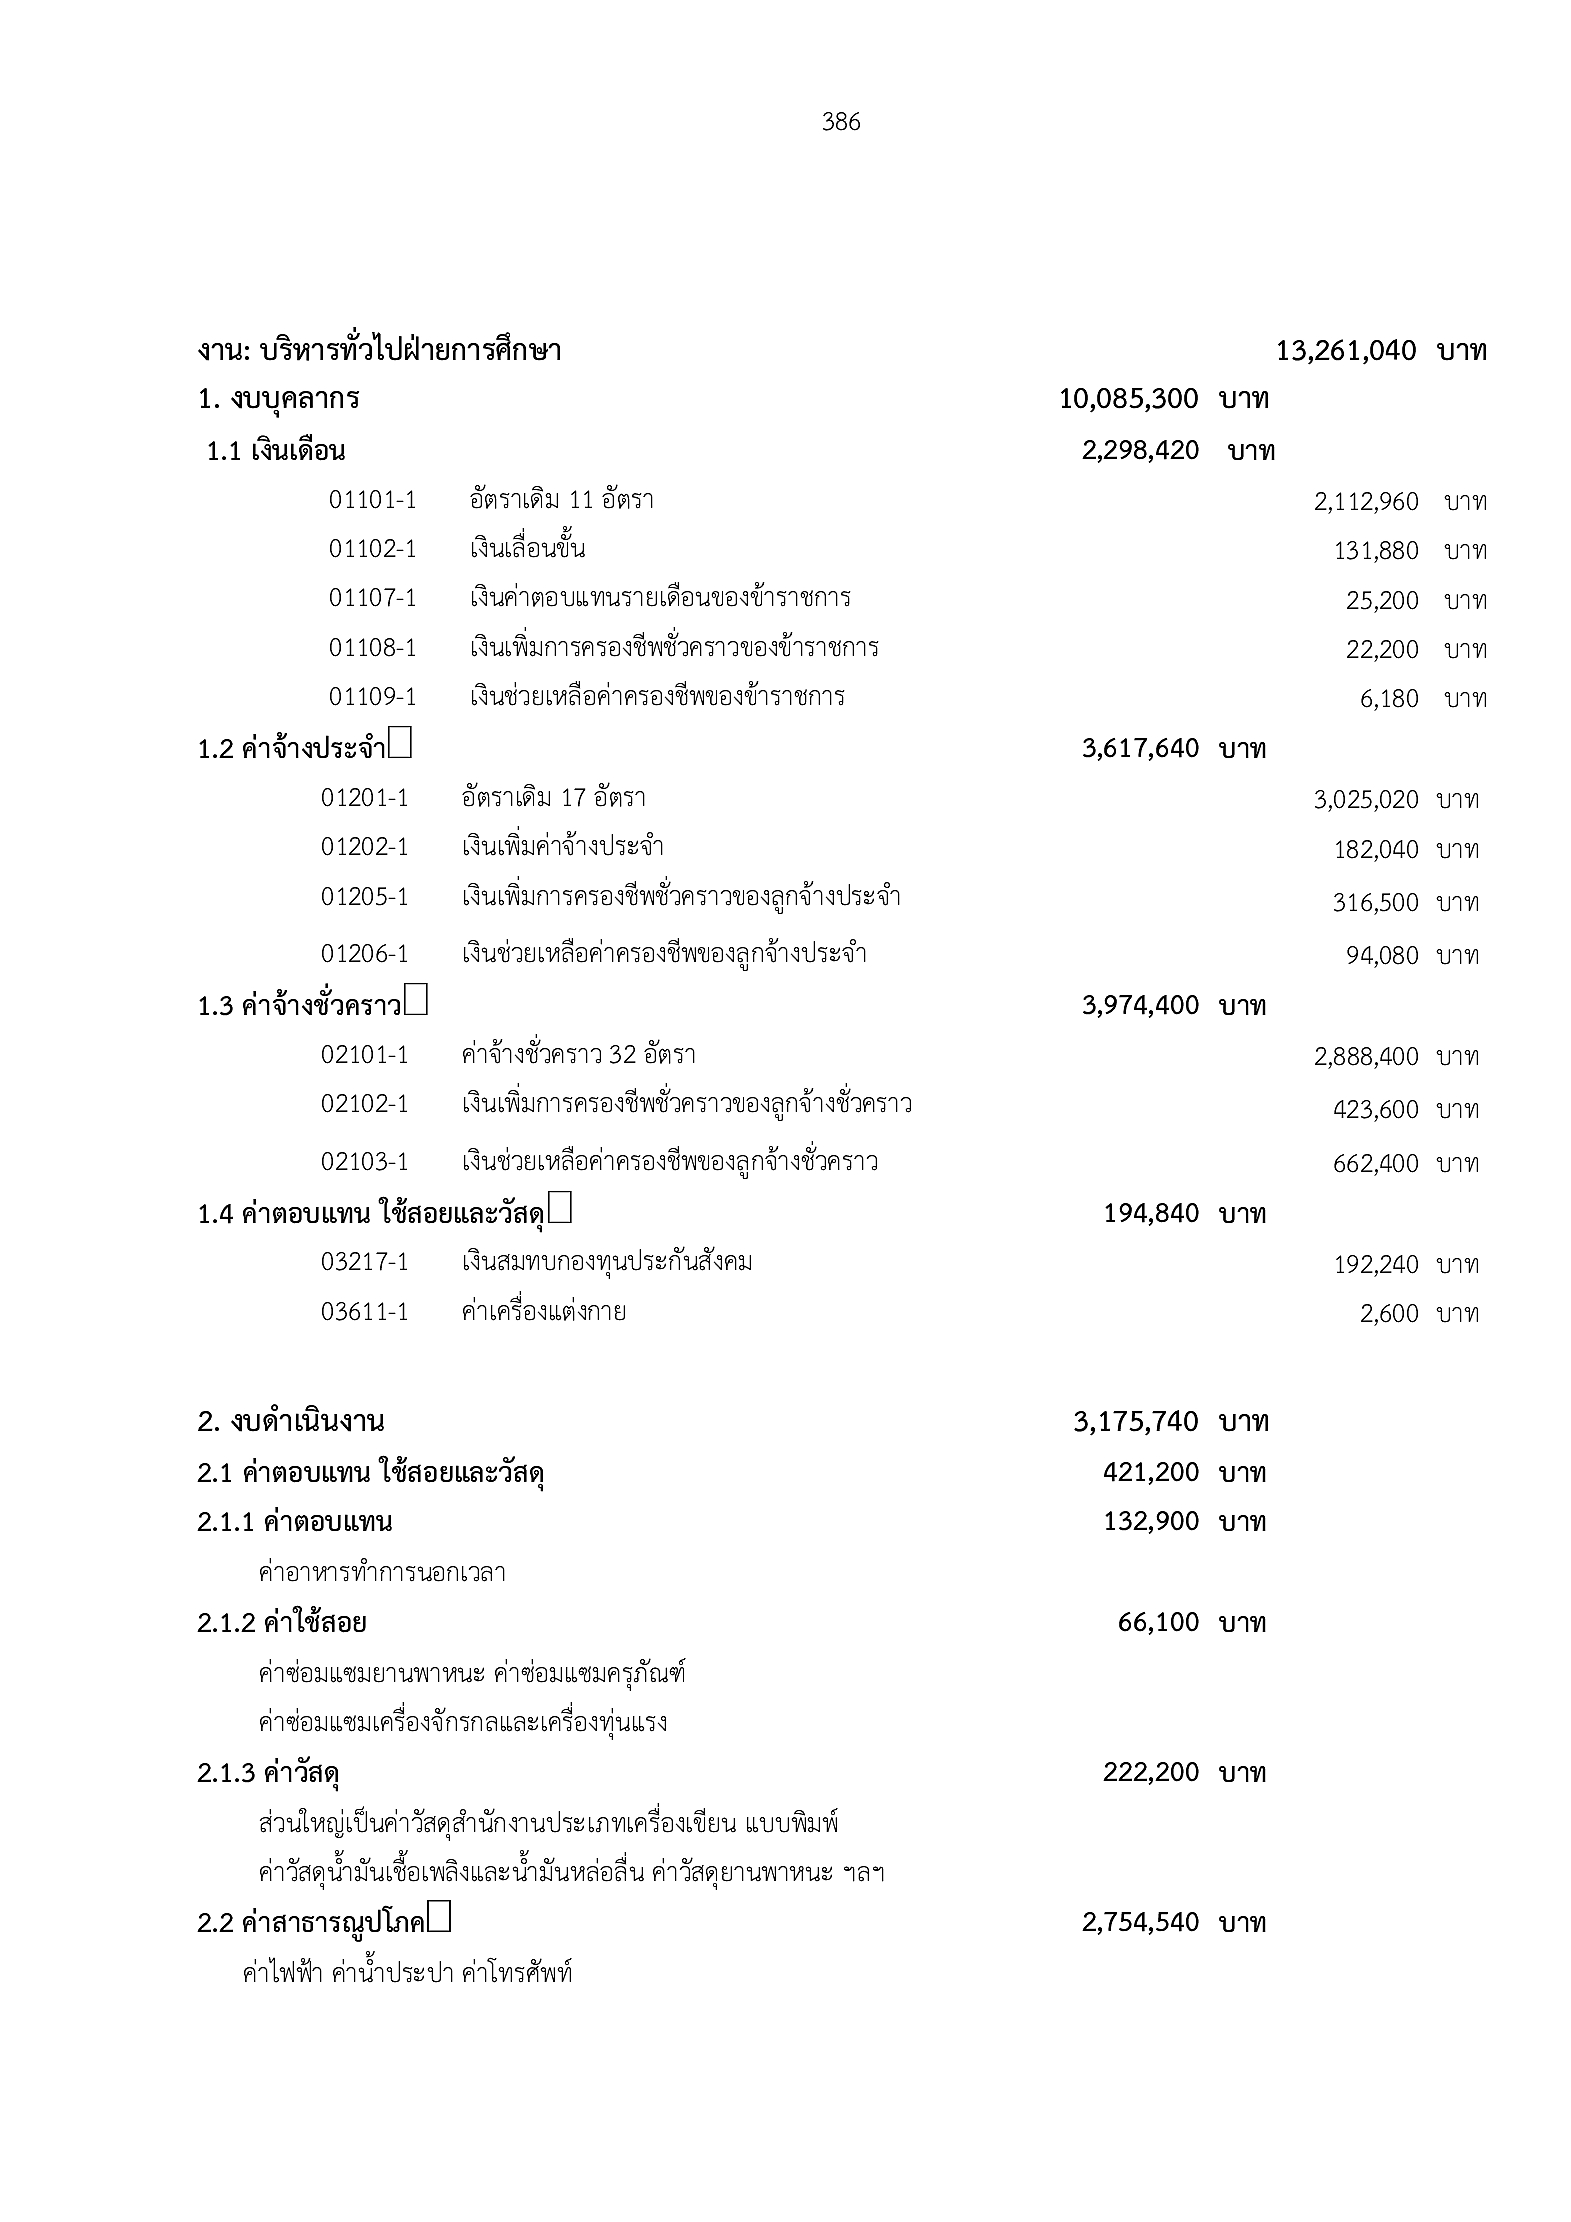 386
งาน: บริหารทั่วไปฝ่ายการศึกษา 13,261,040 บาท
1. งบบุคลากร 10,085,300 บาท
1.1 เงินเดือน 2,298,420 บาท
01101-1 อัตราเดิม 11 อัตรา 2,112,960 บาท
01102-1 เงินเลื่อนขั้น 131,880 บาท
01107-1 เงินค่าตอบแทนรายเดือนของข้าราชการ 25,200 บาท
01108-1 เงินเพิ่มการครองชีพชั่วคราวของข้าราชการ 22,200 บาท
01109-1 เงินช่วยเหลือค่าครองชีพของข้าราชการ 6,180 บาท
1.2 ค่าจ้างประจำ 3,617,640 บาท
01201-1 อัตราเดิม 17 อัตรา 3,025,020 บาท
01202-1 เงินเพิ่มค่าจ้างประจำ 182,040 บาท
01205-1 เงินเพิ่มการครองชีพชั่วคราวของลูกจ้างประจำ 316,500 บาท
01206-1 เงินช่วยเหลือค่าครองชีพของลูกจ้างประจำ 94,080 บาท
1.3 ค่าจ้างชั่วคราว 3,974,400 บาท
02101-1 ค่าจ้างชั่วคราว 32 อัตรา 2,888,400 บาท
02102-1 เงินเพิ่มการครองชีพชั่วคราวของลูกจ้างชั่วคราว 423,600 บาท
02103-1 เงินช่วยเหลือค่าครองชีพของลูกจ้างชั่วคราว 662,400 บาท
1.4 ค่าตอบแทน ใช้สอยและวัสดุ 194,840 บาท
03217-1 เงินสมทบกองทุนประกันสังคม 192,240 บาท
03611-1 ค่าเครื่องแต่งกาย 2,600 บาท
2. งบดำเนินงาน 3,175,740 บาท
2.1 ค่าตอบแทน ใช้สอยและวัสดุ 421,200 บาท
2.1.1 ค่าตอบแทน 132,900 บาท
ค่าอาหารทำการนอกเวลา
2.1.2 ค่าใช้สอย 66,100 บาท
ค่าซ่อมแซมยานพาหนะ ค่าซ่อมแซมครุภัณฑ์
ค่าซ่อมแซมเครื่องจักรกลและเครื่องทุ่นแรง
2.1.3 ค่าวัสดุ 222,200 บาท
ส่วนใหญ่เป็นค่าวัสดุสำนักงานประเภทเครื่องเขียน แบบพิมพ์
ค่าวัสดุน้ำมันเชื้อเพลิงและน้ำมันหล่อลื่น ค่าวัสดุยานพาหนะ ฯลฯ
2.2 ค่าสาธารณูปโภค 2,754,540 บาท
ค่าไฟฟ้า ค่าน้ำประปา ค่าโทรศัพท์